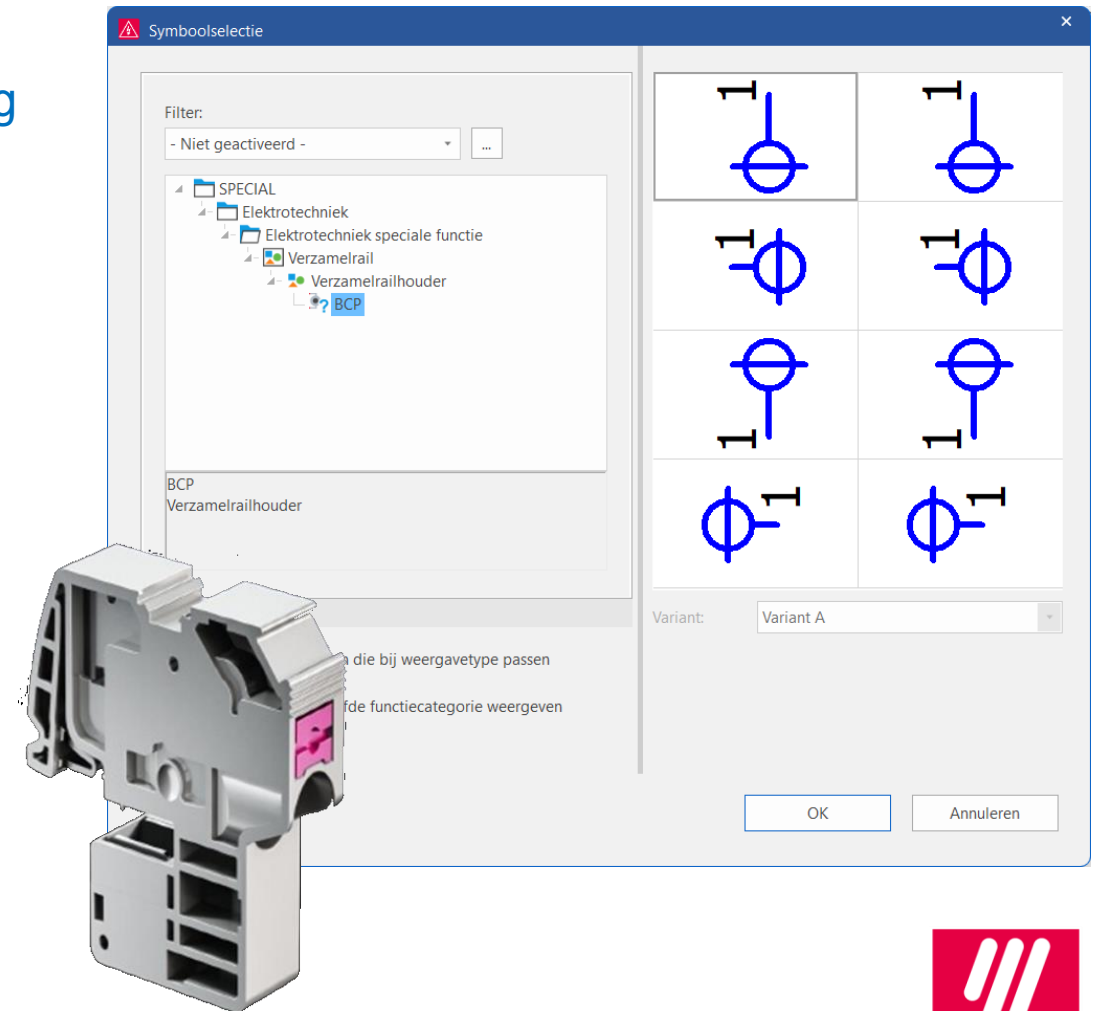 Symboolselectie
g
Filter:
- Niet geactiveerd -
...
SPECIAL
Elektrotechniek
Elektrotechniek speciale functie
Verzamelrail
Verzamelrailhouder
BCP
BCP
Verzamelrailhouder
1 1
1 1
1 1
1 1
Variant: Variant A
die bij weergavetype passen
fde functiecategorie weergeven
OK Annuleren